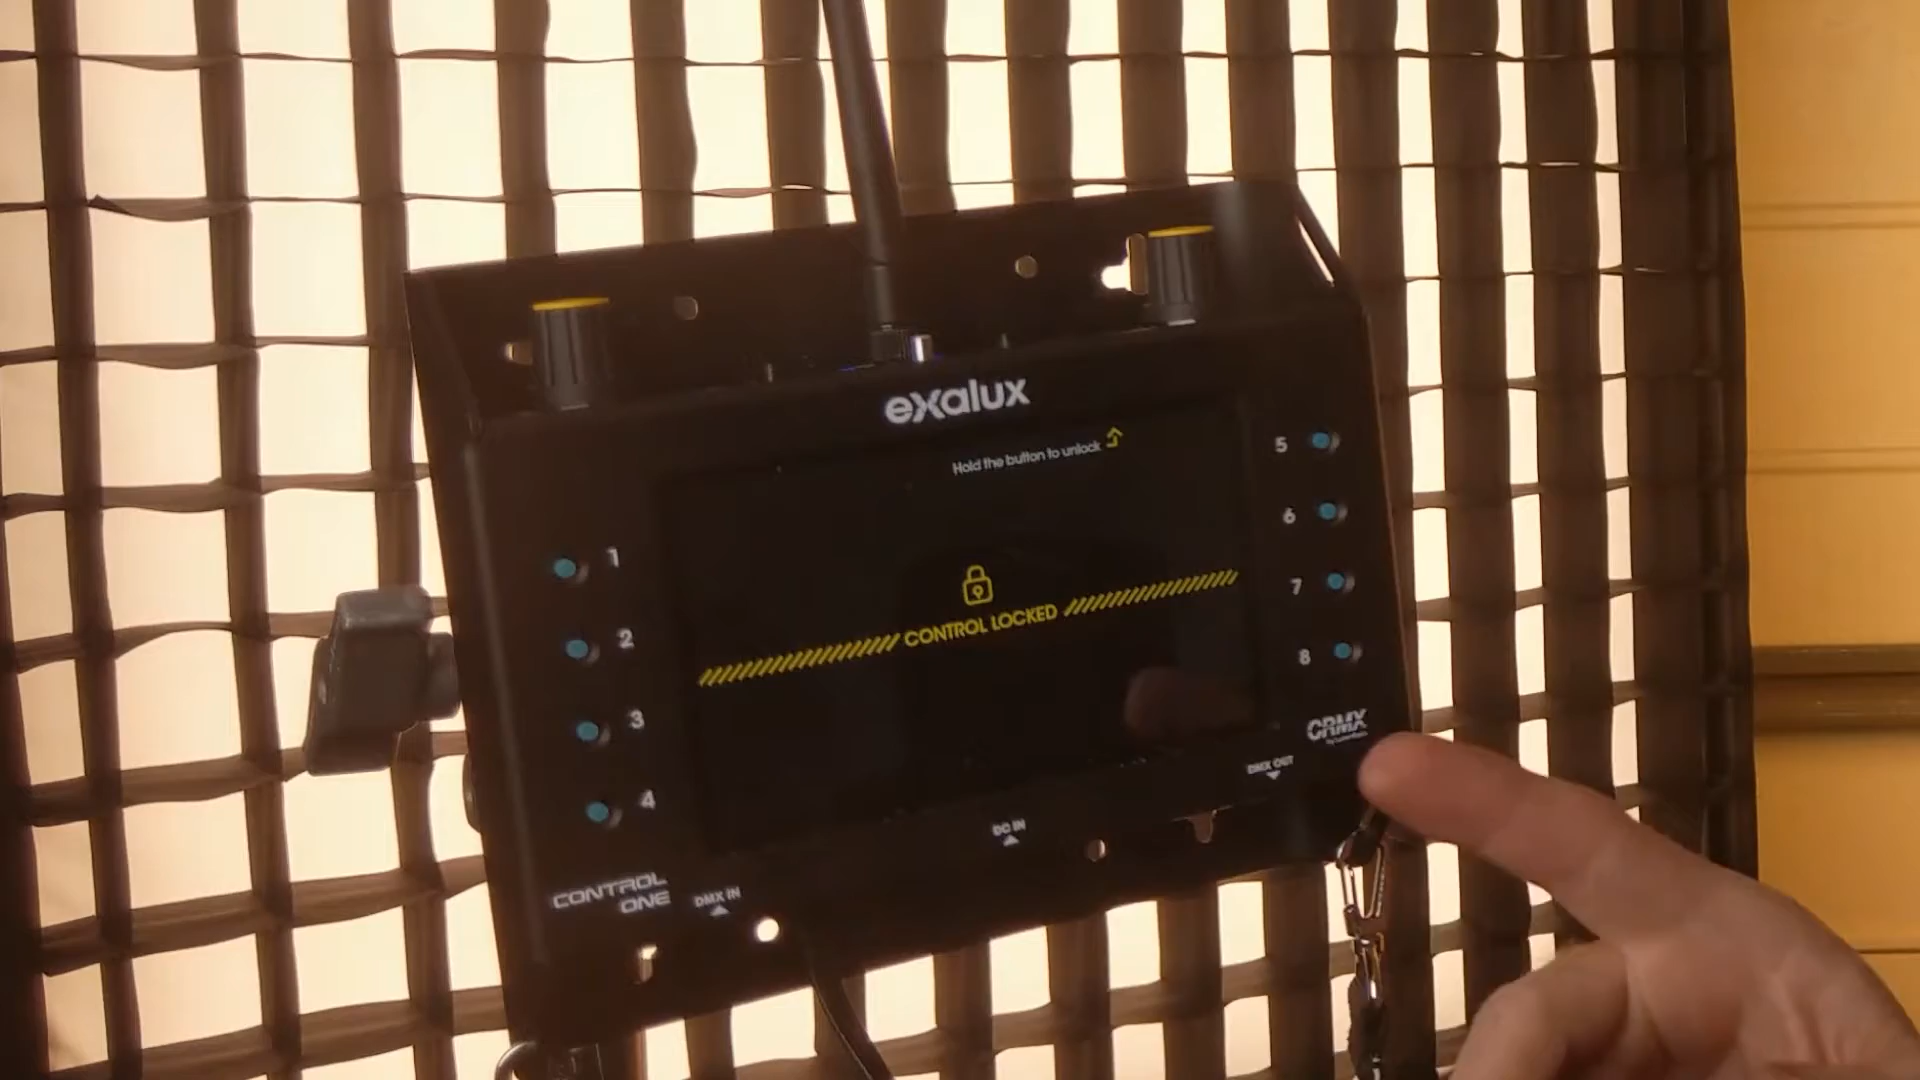 exalux
Hold the button to unlock
CONTROL LOCKED
1
2
3
4
5
6
7
8
CRMX
DMX OUT
DC IN
DMX IN
CONTROL
ONE